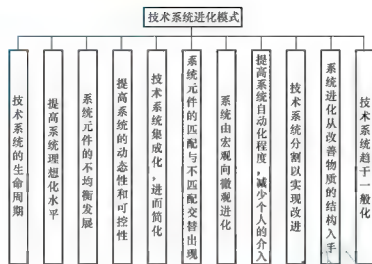 技术系统进化模式
技术系统的生命周期
提高系统理想化水平
系统元件的不均衡发展
提高系统的动态性和可控性
技术系统集成化，进而简化
系统元件的匹配与不匹配交替出现
系统由宏观向微观进化
提高系统自动化程度，减少个人的介入
技术系统分割以实现改进
系统进化从改善物质的结构入手
技术系统趋于一般化